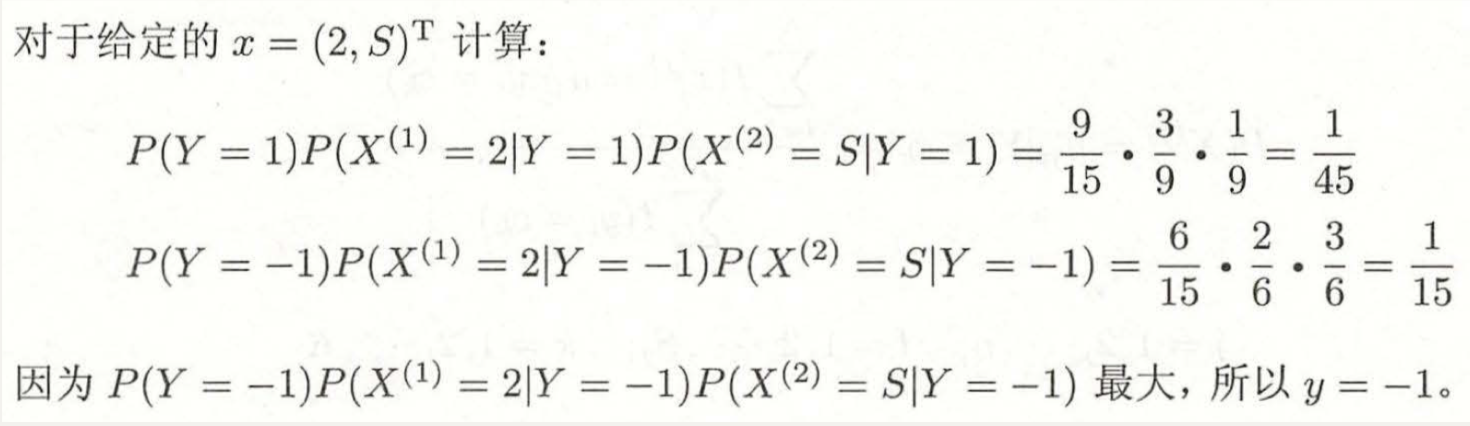 对于给定的 x = (2, S)ᵀ 计算：
P(Y = 1)P(X⁽¹⁾ = 2|Y = 1)P(X⁽²⁾ = S|Y = 1) = 9/15 · 3/9 · 1/9 = 1/45
P(Y = −1)P(X⁽¹⁾ = 2|Y = −1)P(X⁽²⁾ = S|Y = −1) = 6/15 · 2/6 · 3/6 = 1/15
因为 P(Y = −1)P(X⁽¹⁾ = 2|Y = −1)P(X⁽²⁾ = S|Y = −1) 最大，所以 y = −1。